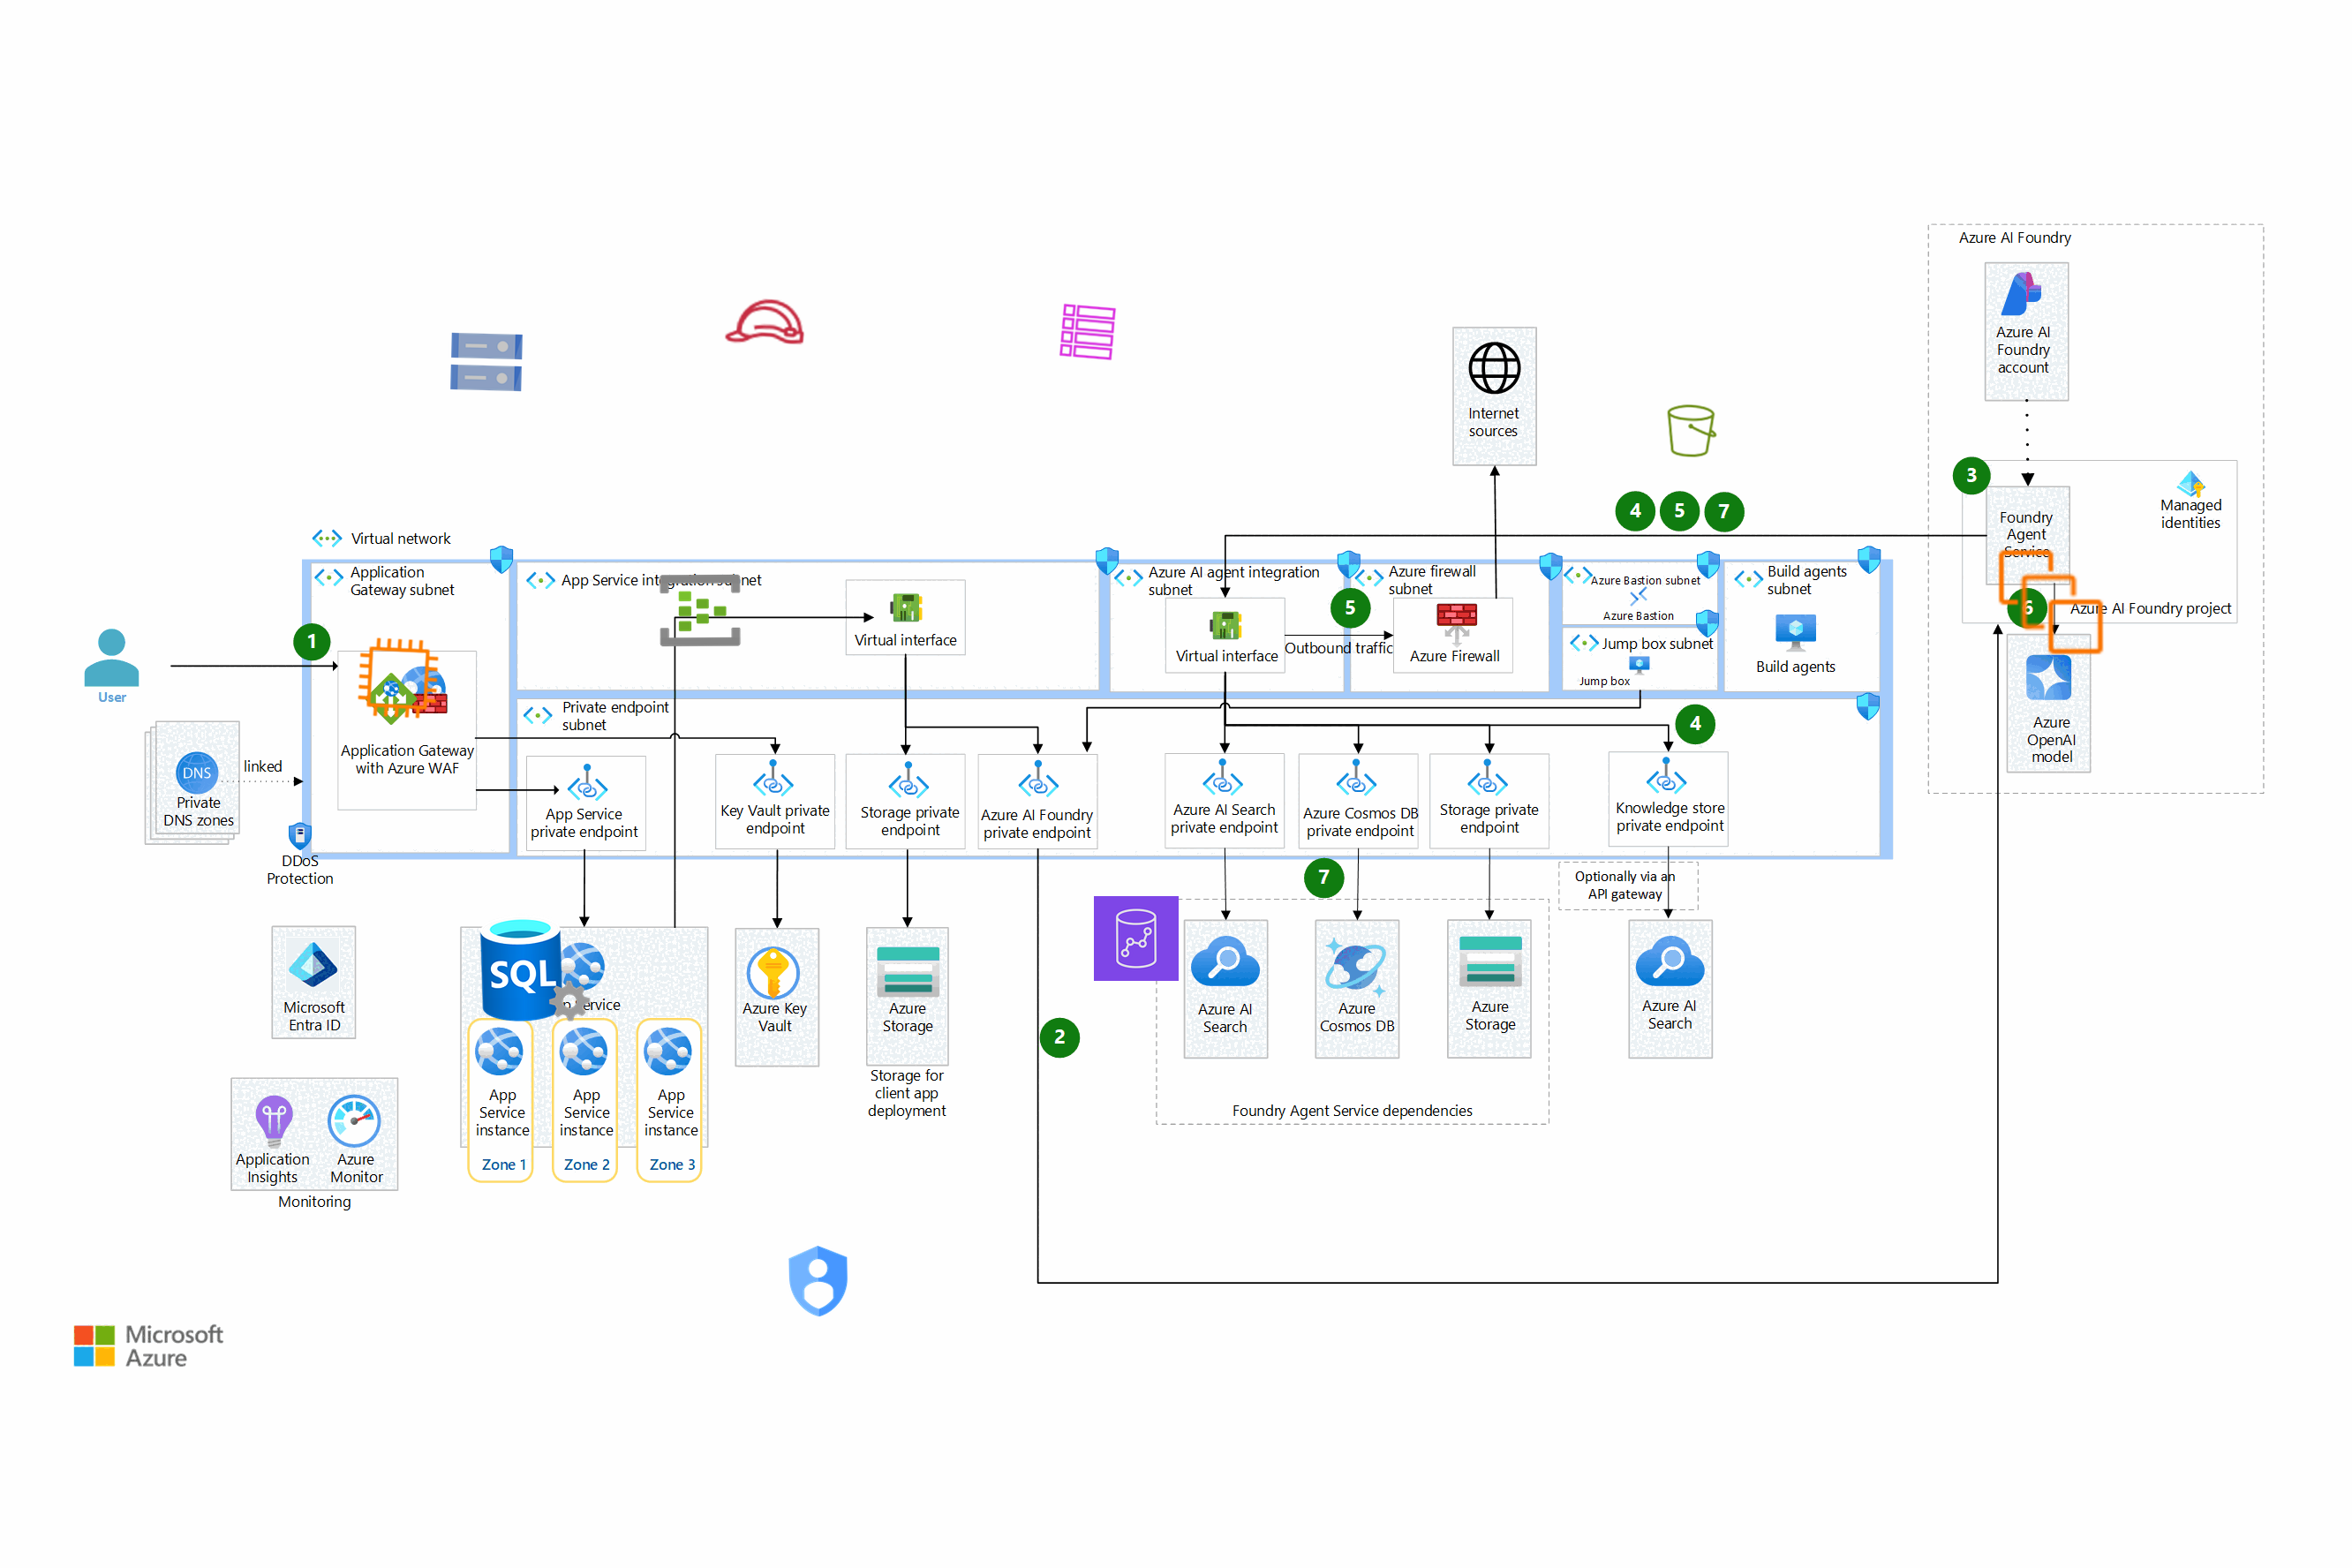 Azure AI Foundry
Azure AI
Foundry
account
Internet
sources
3
Managed
identities
Foundry
Agent
Service
4
5
7
Virtual network
Application
Gateway subnet
App Service integration subnet
Azure AI agent integration
subnet
Azure firewall
subnet
Azure Bastion subnet
Azure Bastion
Build agents
subnet
5
6
Azure AI Foundry project
1
Virtual interface
Virtual interface
Outbound traffic
Azure Firewall
Jump box subnet
Jump box
Build agents
User
Private endpoint
subnet
4
Azure
OpenAI
model
Application Gateway
with Azure WAF
linked
DNS
Private
DNS zones
App Service
private endpoint
Key Vault private
endpoint
Storage private
endpoint
Azure AI Foundry
private endpoint
Azure AI Search
private endpoint
Azure Cosmos DB
private endpoint
Storage private
endpoint
Knowledge store
private endpoint
DDoS
Protection
7
Optionally via an
API gateway
SQL
Service
Microsoft
Entra ID
Azure Key
Vault
Azure
Storage
2
Azure AI
Search
Azure
Cosmos DB
Azure
Storage
Azure AI
Search
Storage for
client app
deployment
App
Service
instance
App
Service
instance
App
Service
instance
Zone 1
Zone 2
Zone 3
Foundry Agent Service dependencies
Application
Insights
Azure
Monitor
Monitoring
Microsoft
Azure